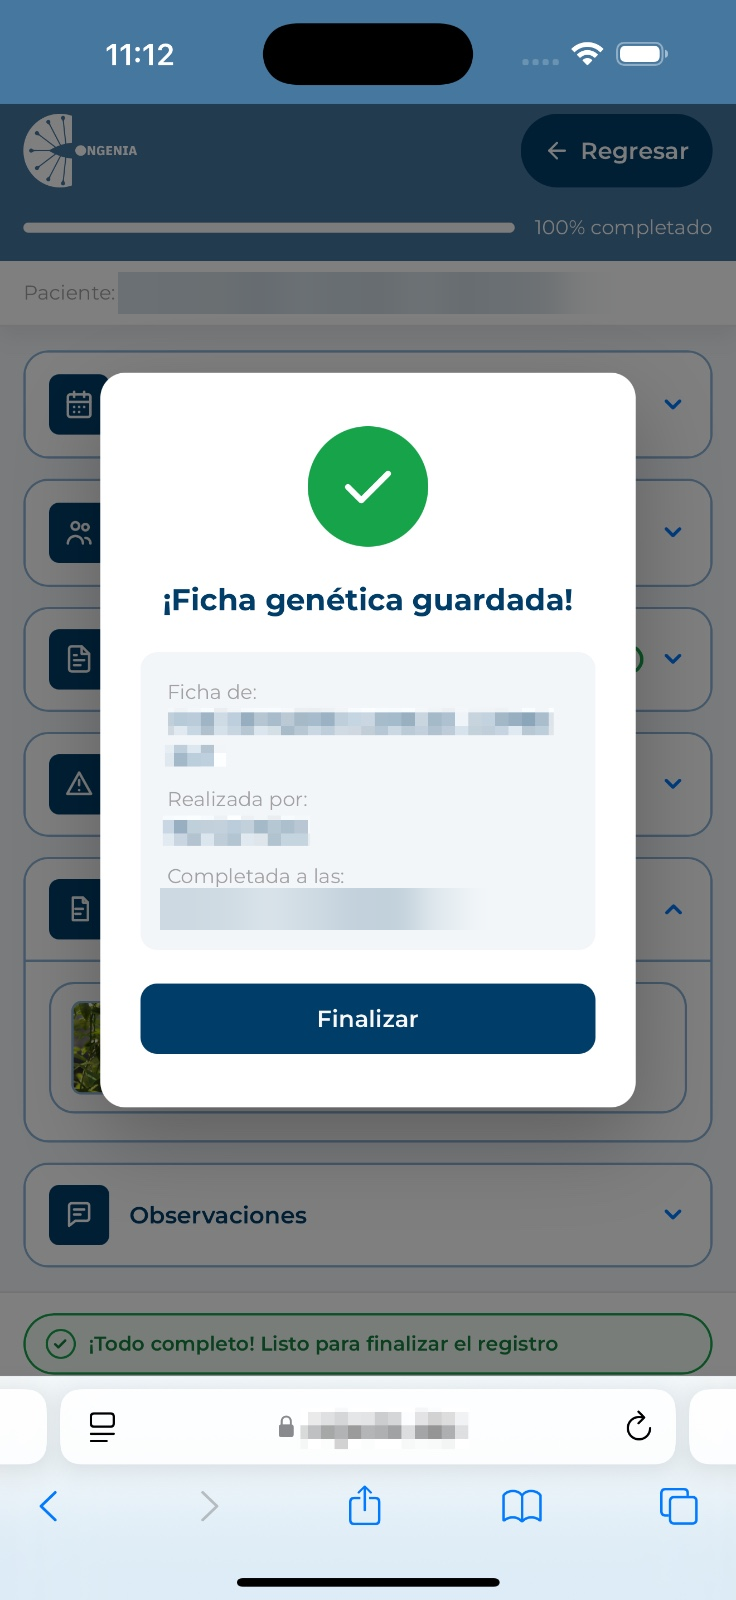 11:12
NGENIA
Regresar
100% completado
Paciente:
¡Ficha genética guardada!
Ficha de:
Realizada por:
Completada a las:
Finalizar
Observaciones
¡Todo completo! Listo para finalizar el registro